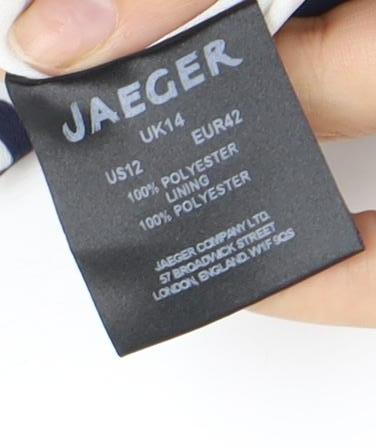 JAEGER
UK14 EUR42
US12
100% POLYESTER
LINING
100% POLYESTER
JAEGER COMPANY LTD.
57 BROADWICK STREET
LONDON, ENGLAND. W1F 9QS